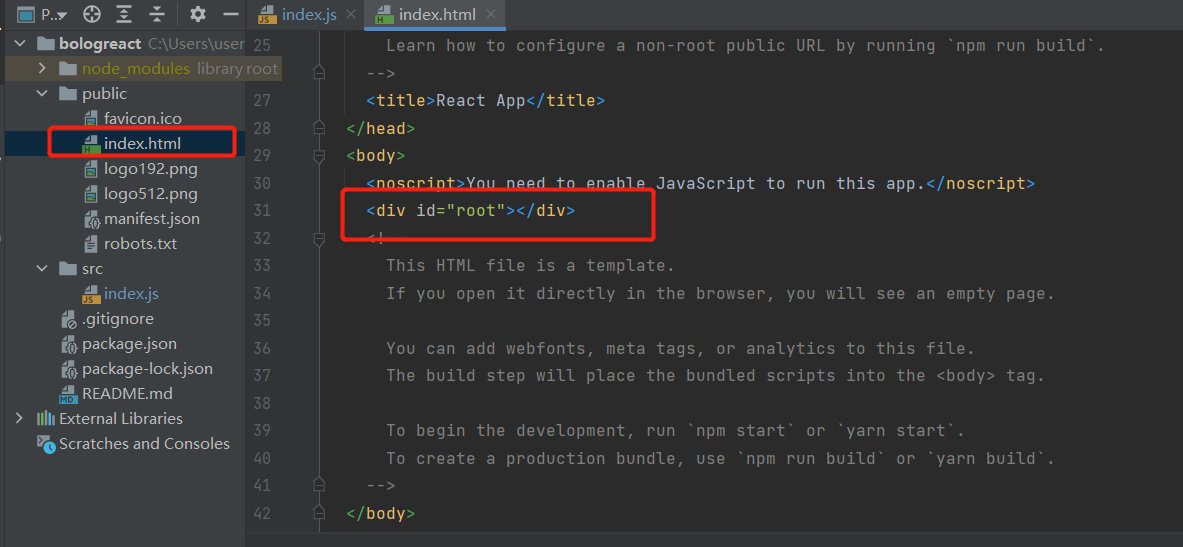 P...
index.js
index.html
bologreact C:\Users\user
node_modules library root
public
favicon.ico
index.html
logo192.png
logo512.png
manifest.json
robots.txt
src
index.js
.gitignore
package.json
package-lock.json
README.md
External Libraries
Scratches and Consoles
25 Learn how to configure a non-root public URL by running `npm run build`.
-->
27 <title>React App</title>
28 </head>
29 <body>
30 <noscript>You need to enable JavaScript to run this app.</noscript>
31 <div id="root"></div>
32 <!
33 This HTML file is a template.
34 If you open it directly in the browser, you will see an empty page.
35
36 You can add webfonts, meta tags, or analytics to this file.
37 The build step will place the bundled scripts into the <body> tag.
38
39 To begin the development, run `npm start` or `yarn start`.
40 To create a production bundle, use `npm run build` or `yarn build`.
41 -->
42 </body>